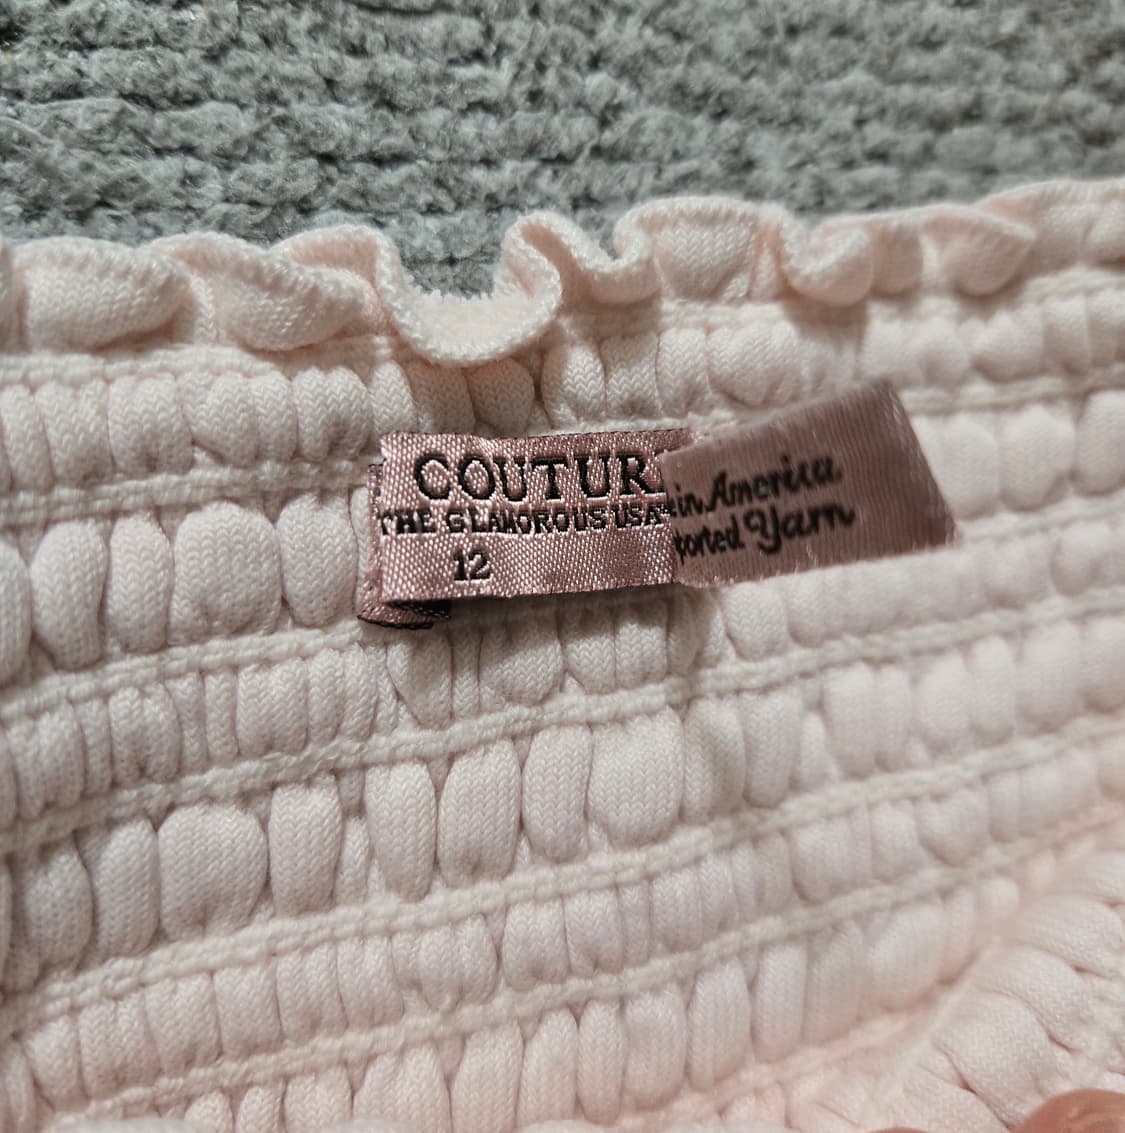 COUTUR
THE GLAMOROUS USA
12
in America
ported Yarn